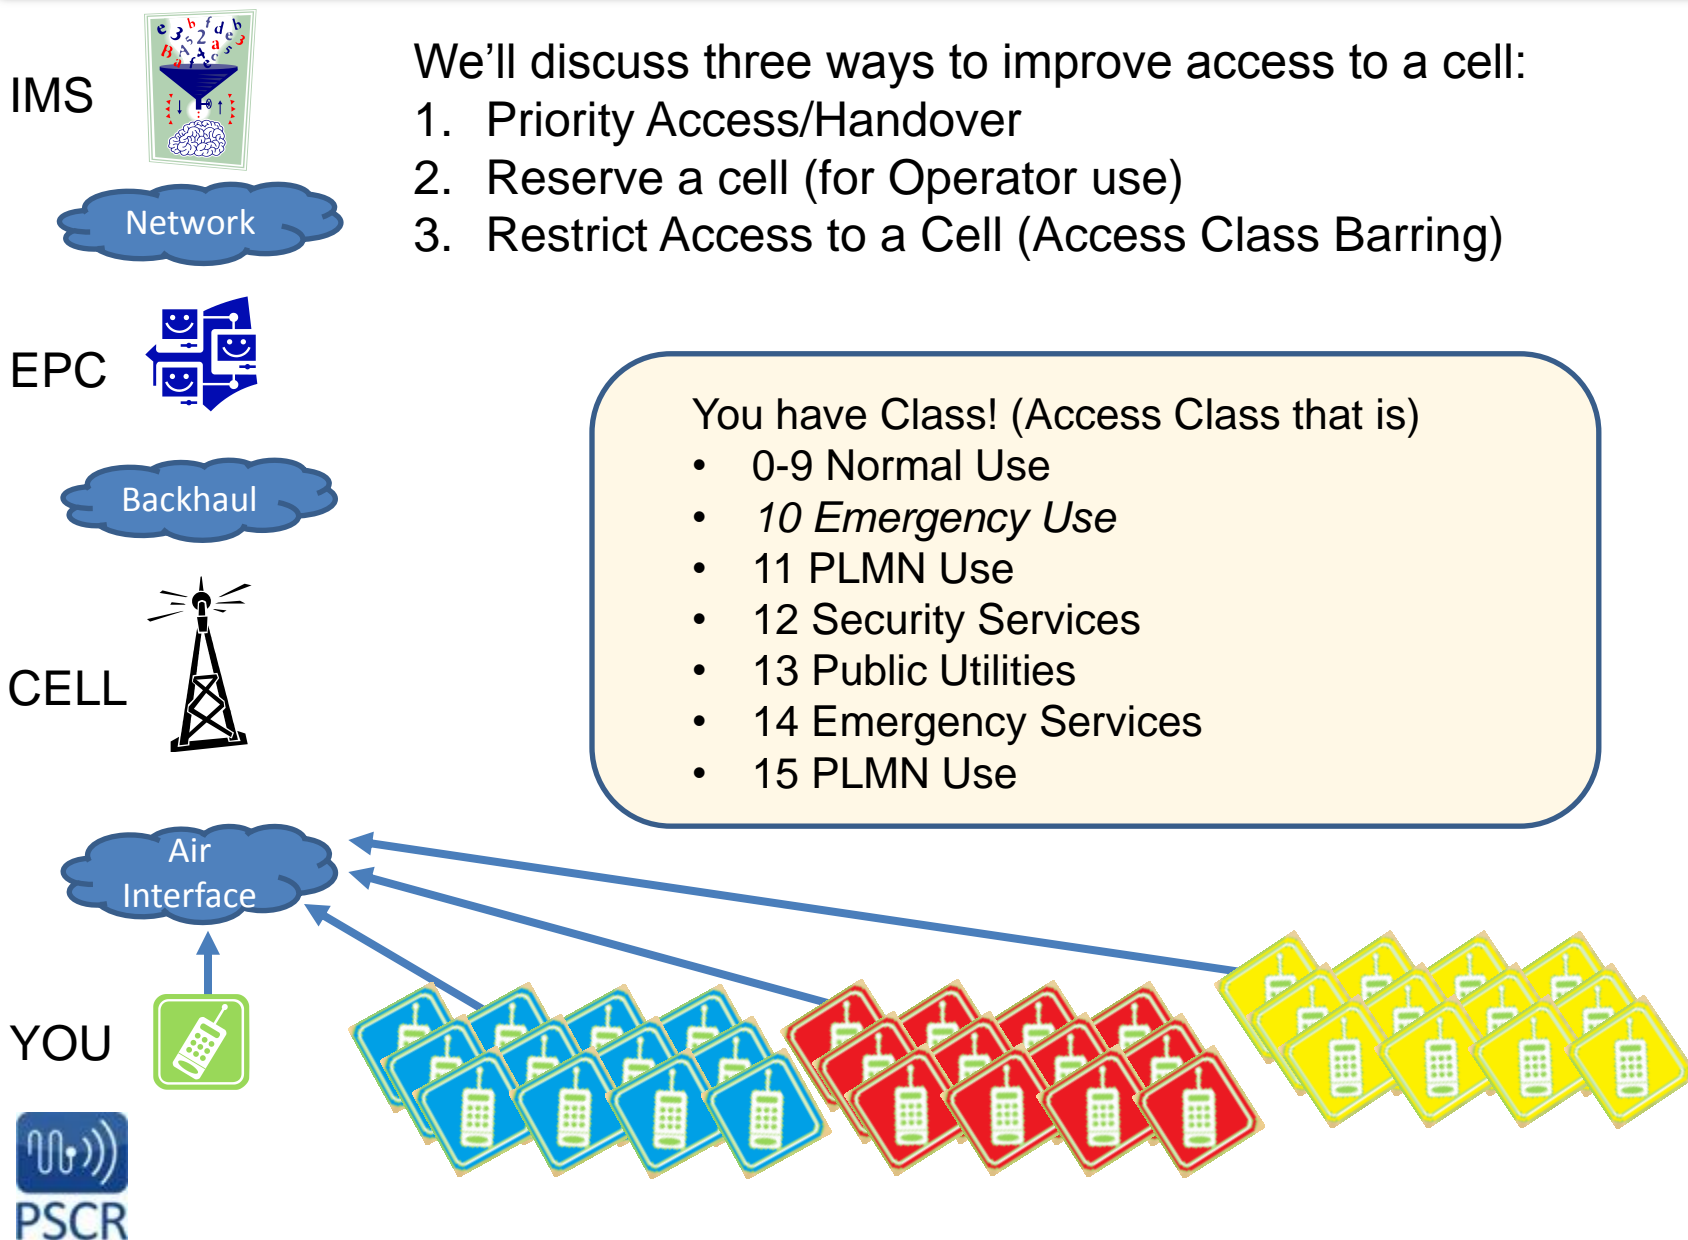 IMS
We’ll discuss three ways to improve access to a cell:
1. Priority Access/Handover
2. Reserve a cell (for Operator use)
3. Restrict Access to a Cell (Access Class Barring)
Network
EPC
You have Class! (Access Class that is)
• 0-9 Normal Use
• 10 Emergency Use
• 11 PLMN Use
• 12 Security Services
• 13 Public Utilities
• 14 Emergency Services
• 15 PLMN Use
Backhaul
CELL
Air
Interface
YOU
PSCR